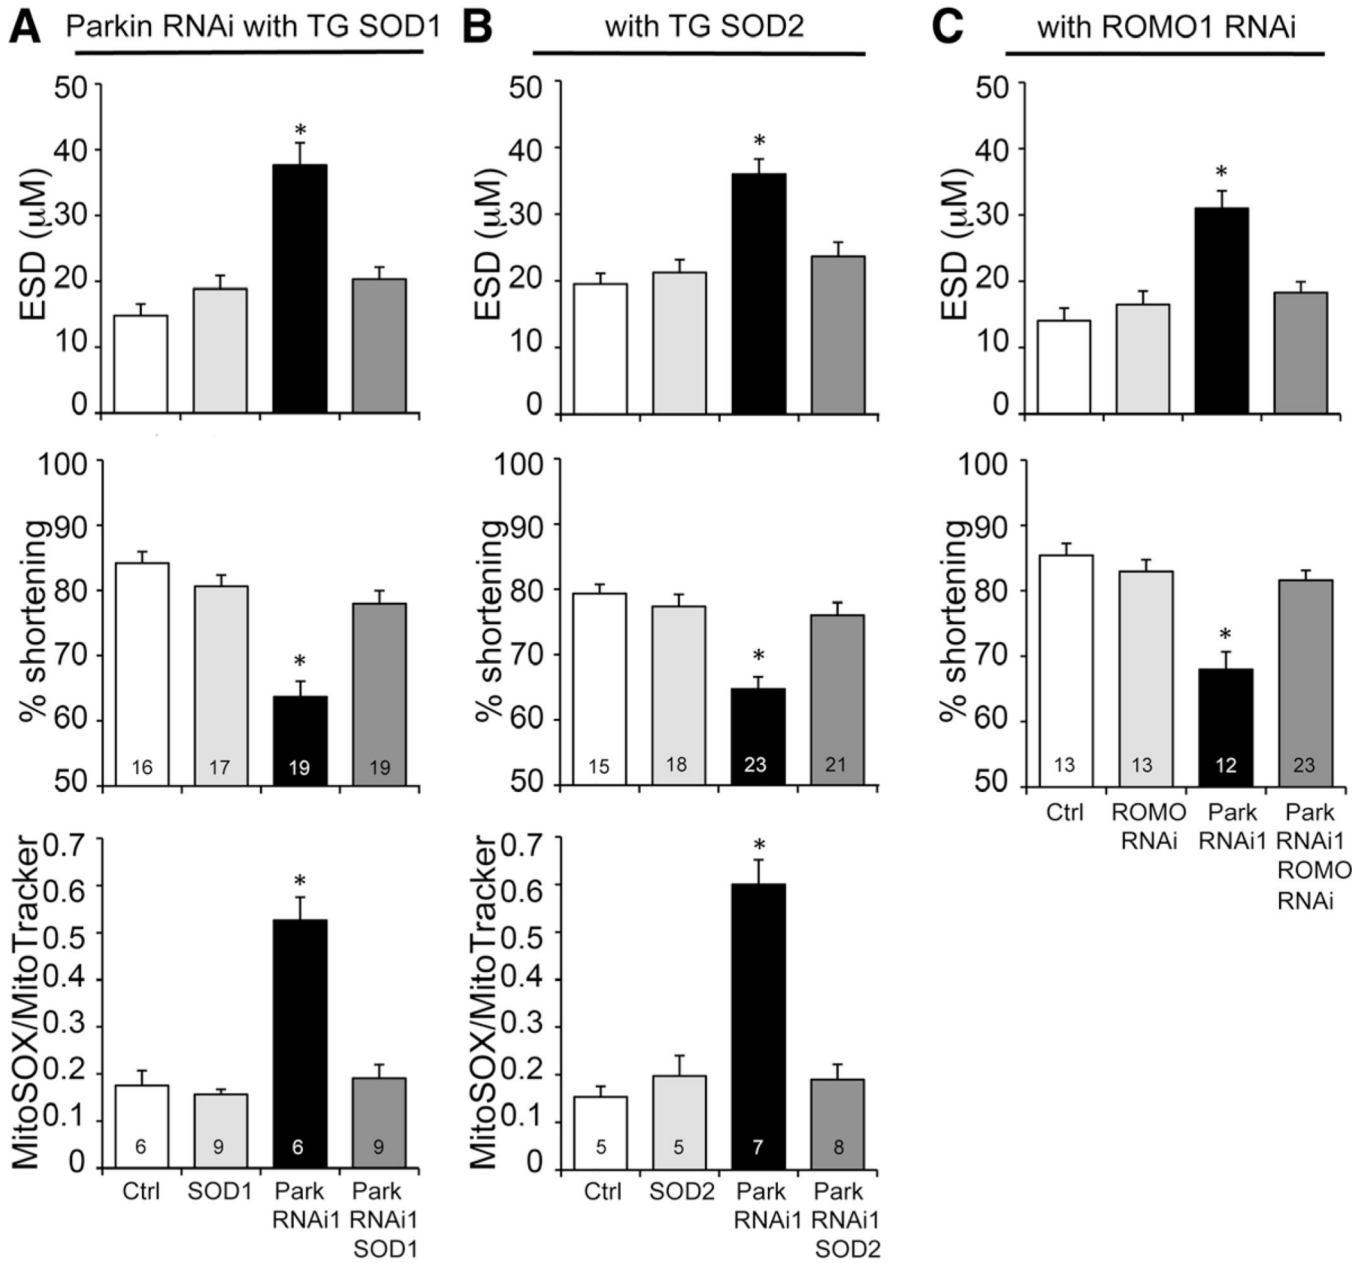 A Parkin RNAi with TG SOD1
B with TG SOD2
C with ROMO1 RNAi
ESD (µM)
50
40
30
20
10
0
*
ESD (µM)
50
40
30
20
10
0
*
ESD (µM)
50
40
30
20
10
0
*
% shortening
100
90
80
70
60
50
*
16 17 19 19
% shortening
100
90
80
70
60
50
*
15 18 23 21
% shortening
100
90
80
70
60
50
*
13 13 12 23
Ctrl ROMO Park Park
RNAi RNAi1 RNAi1
ROMO
RNAi
MitoSOX/MitoTracker
0.7
0.6
0.5
0.4
0.3
0.2
0.1
0
*
6 9 6 9
Ctrl SOD1 Park Park
RNAi1 RNAi1
SOD1
MitoSOX/MitoTracker
0.7
0.6
0.5
0.4
0.3
0.2
0.1
0
*
5 5 7 8
Ctrl SOD2 Park Park
RNAi1 RNAi1
SOD2